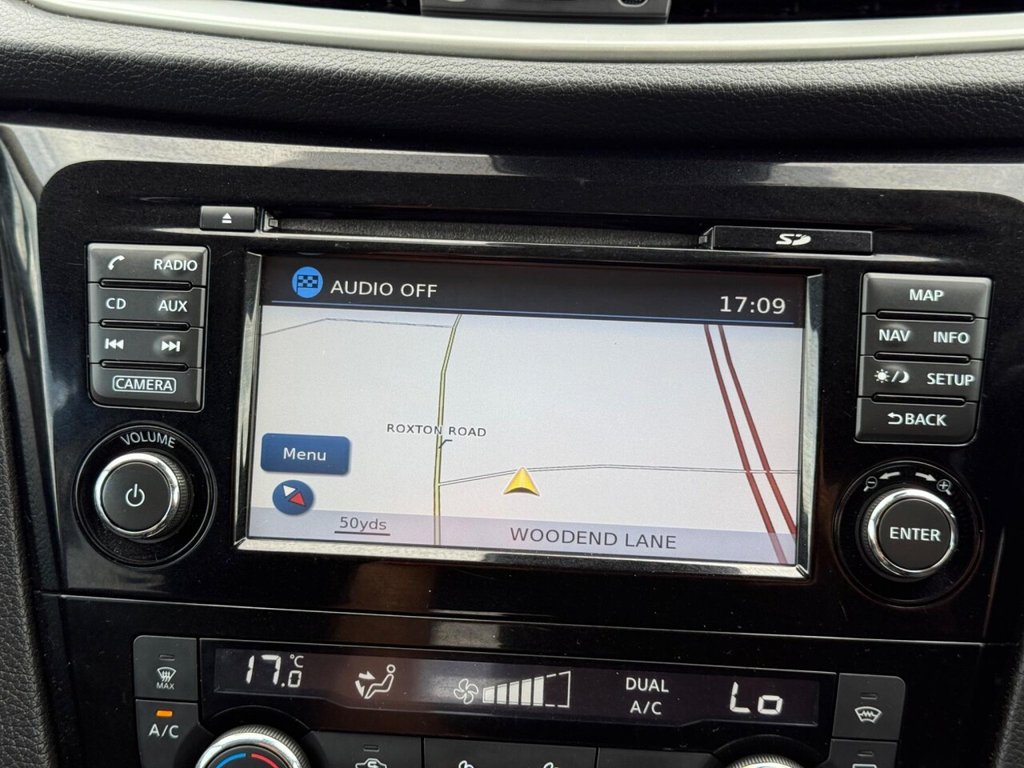 SD
RADIO
CD AUX
CAMERA
VOLUME
AUDIO OFF
17:09
ROXTON ROAD
Menu
50yds
WOODEND LANE
MAP
NAV INFO
SETUP
BACK
ENTER
MAX
A/C
17.0°C
DUAL
A/C
Lo